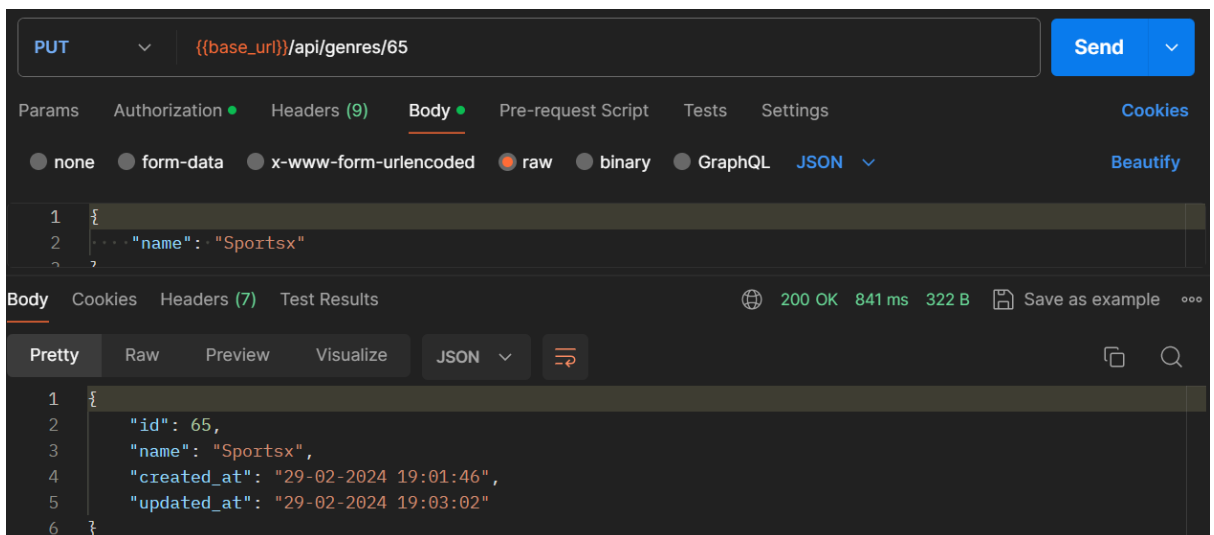 PUT {{base_url}}/api/genres/65 Send
Params Authorization Headers (9) Body Pre-request Script Tests Settings Cookies
none form-data x-www-form-urlencoded raw binary GraphQL JSON Beautify
1 {
2 ····"name":·"Sportsx"
3 }
Body Cookies Headers (7) Test Results 200 OK 841 ms 322 B Save as example
Pretty Raw Preview Visualize JSON
1 {
2 "id": 65,
3 "name": "Sportsx",
4 "created_at": "29-02-2024 19:01:46",
5 "updated_at": "29-02-2024 19:03:02"
6 }